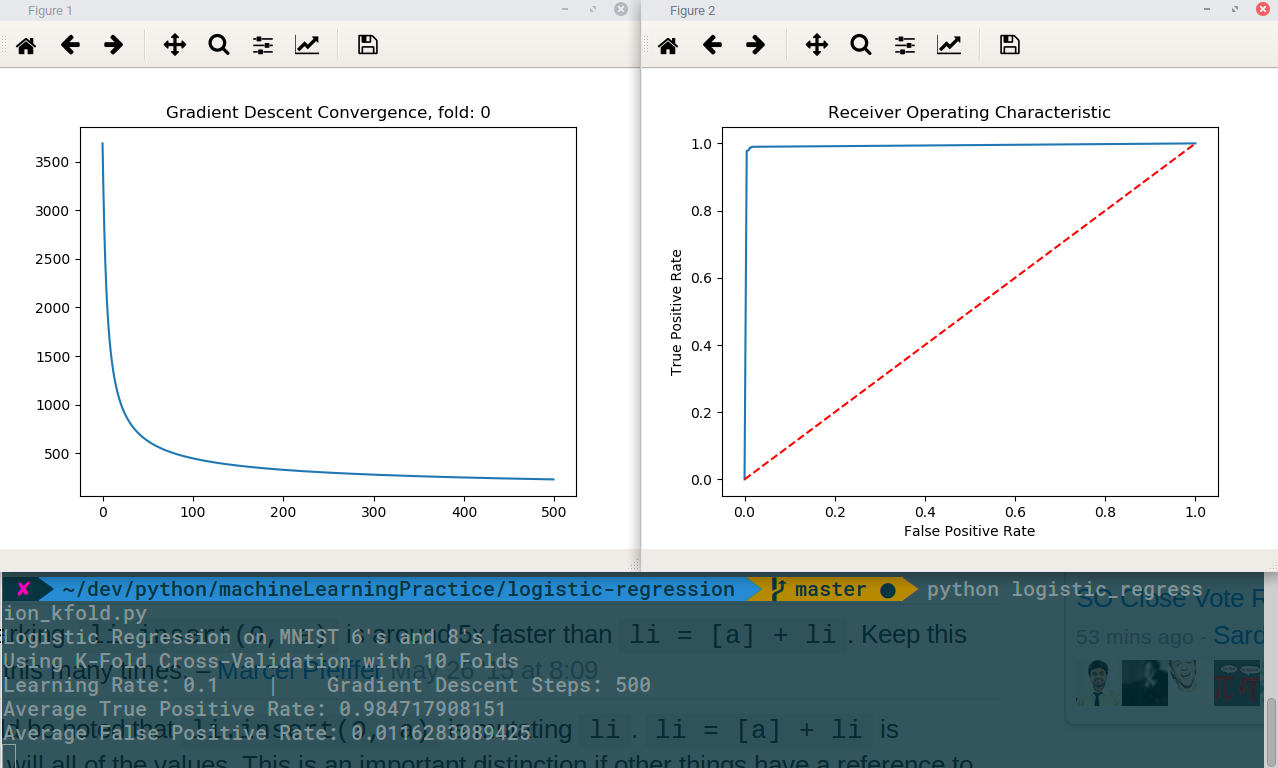 Figure 1
Gradient Descent Convergence, fold: 0
3500
3000
2500
2000
1500
1000
500
0 100 200 300 400 500
Figure 2
Receiver Operating Characteristic
True Positive Rate
1.0
0.8
0.6
0.4
0.2
0.0
0.0 0.2 0.4 0.6 0.8 1.0
False Positive Rate
✘ ~/dev/python/machineLearningPractice/logistic-regression master ● python logistic_regress
ion_kfold.py
Logistic Regression on MNIST 6's and 8's.
Using K-Fold Cross-Validation with 10 Folds
Learning Rate: 0.1 | Gradient Descent Steps: 500
Average True Positive Rate: 0.984717908151
Average False Positive Rate: 0.0116283089425
li.insert(0, a) is around 5x faster than li = [a] + li . Keep this
this many times. – Marcel Pfeiffer May 26 '15 at 8:09
be noted that li.insert(0, a) is mutating li . li = [a] + li is
will all of the values. This is an important distinction if other things have a reference to
SO Close Vote R
53 mins ago - Sard